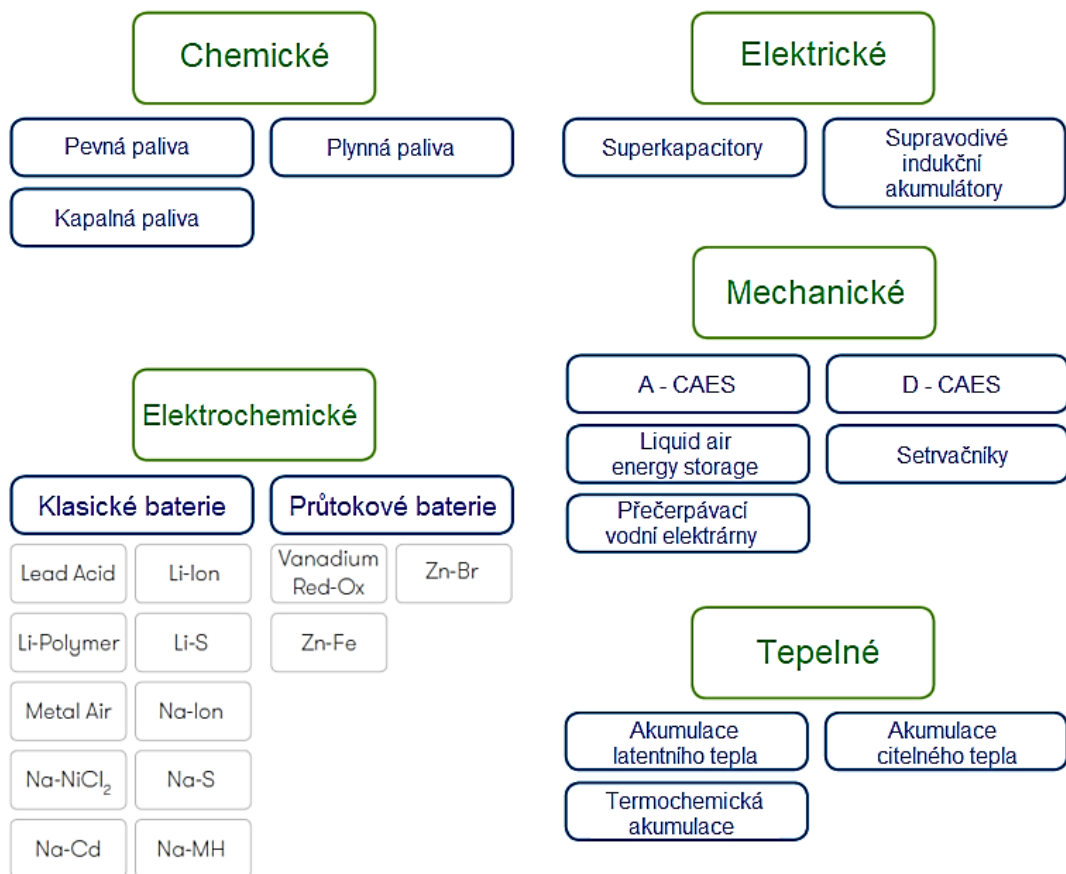 Chemické
Pevná paliva
Plynná paliva
Kapalná paliva
Elektrické
Superkapacitory
Supravodivé
indukční
akumulátory
Mechanické
A - CAES
D - CAES
Liquid air
energy storage
Setrvačníky
Přečerpávací
vodní elektrárny
Elektrochemické
Klasické baterie
Průtokové baterie
Lead Acid
Li-Ion
Vanadium
Red-Ox
Zn-Br
Li-Polymer
Li-S
Zn-Fe
Metal Air
Na-Ion
Na-NiCl₂
Na-S
Na-Cd
Na-MH
Tepelné
Akumulace
latentního tepla
Akumulace
citelného tepla
Termochemická
akumulace